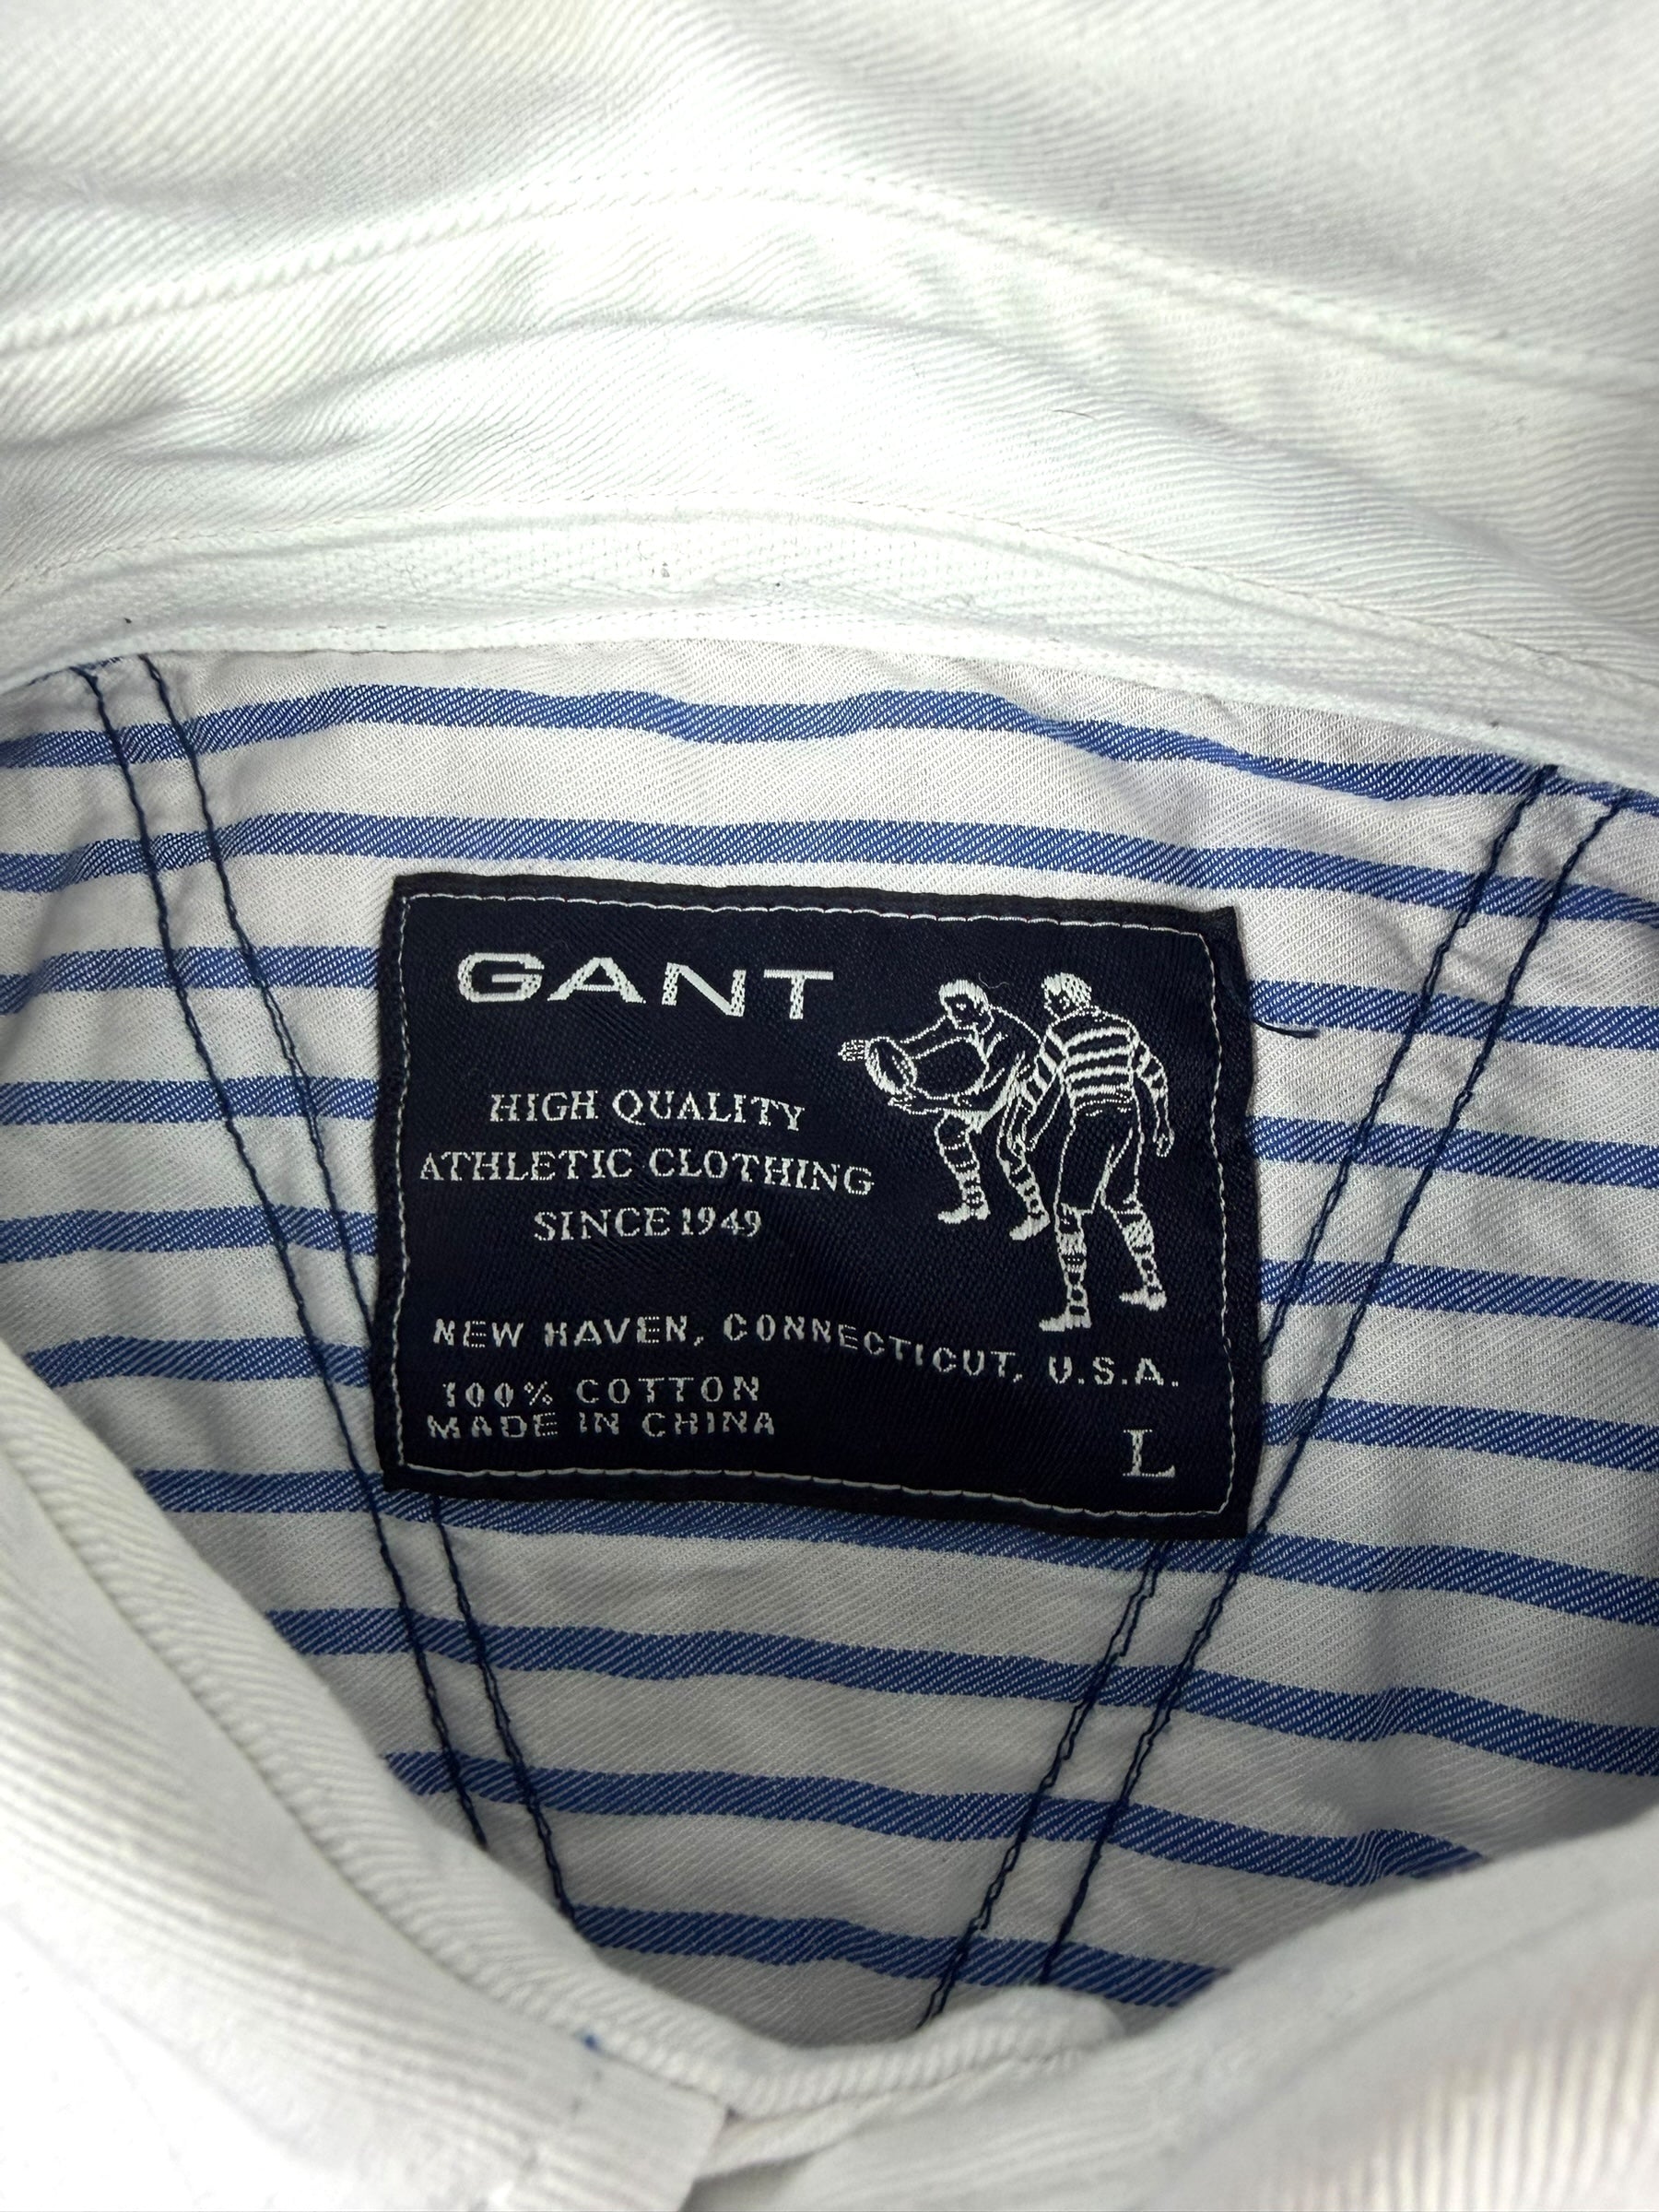 GANT
HIGH QUALITY
ATHLETIC CLOTHING
SINCE 1949
NEW HAVEN, CONNECTICUT, U.S.A.
100% COTTON
MADE IN CHINA
L